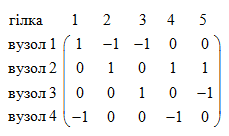 гілка 1 2 3 4 5
вузол 1 1 −1 −1 0 0
вузол 2 0 1 0 1 1
вузол 3 0 0 1 0 −1
вузол 4 −1 0 0 −1 0